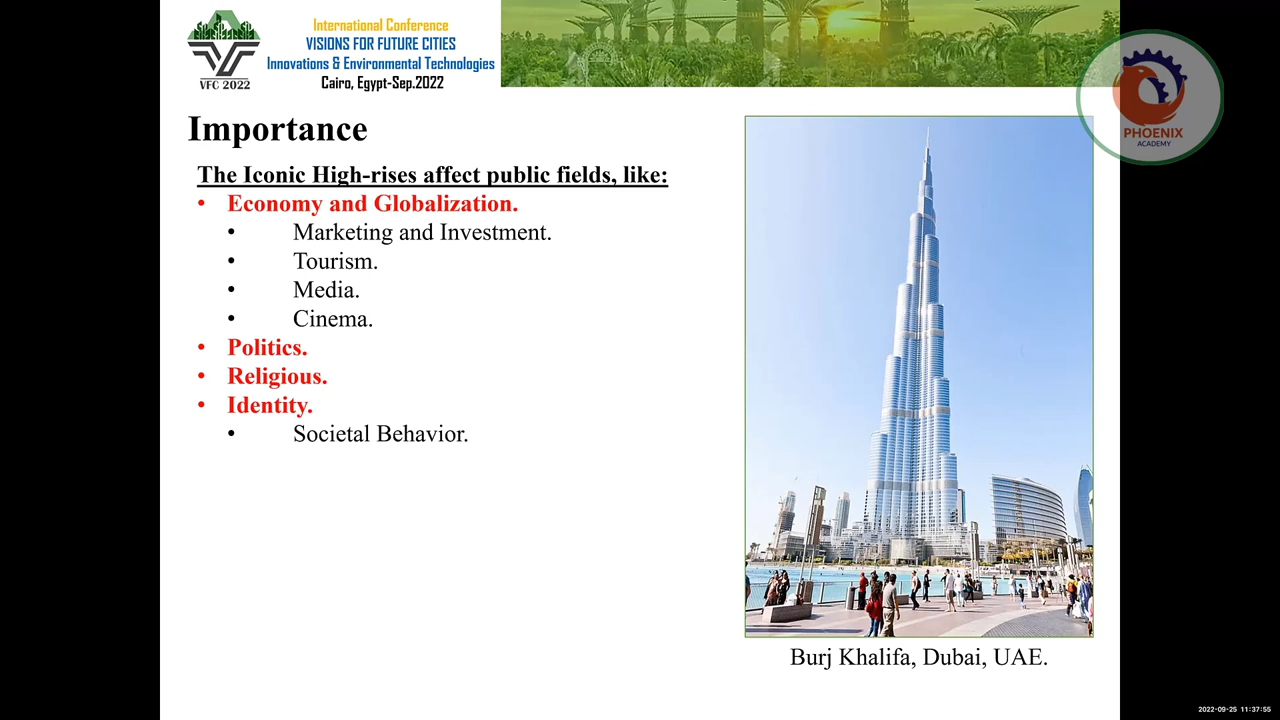 International Conference
VISIONS FOR FUTURE CITIES
Innovations & Environmental Technologies
Cairo, Egypt-Sep.2022
VFC 2022
PHOENIX
ACADEMY
Importance
The Iconic High-rises affect public fields, like:
• Economy and Globalization.
• Marketing and Investment.
• Tourism.
• Media.
• Cinema.
• Politics.
• Religious.
• Identity.
• Societal Behavior.
Burj Khalifa, Dubai, UAE.
2022-09-25 11:37:55